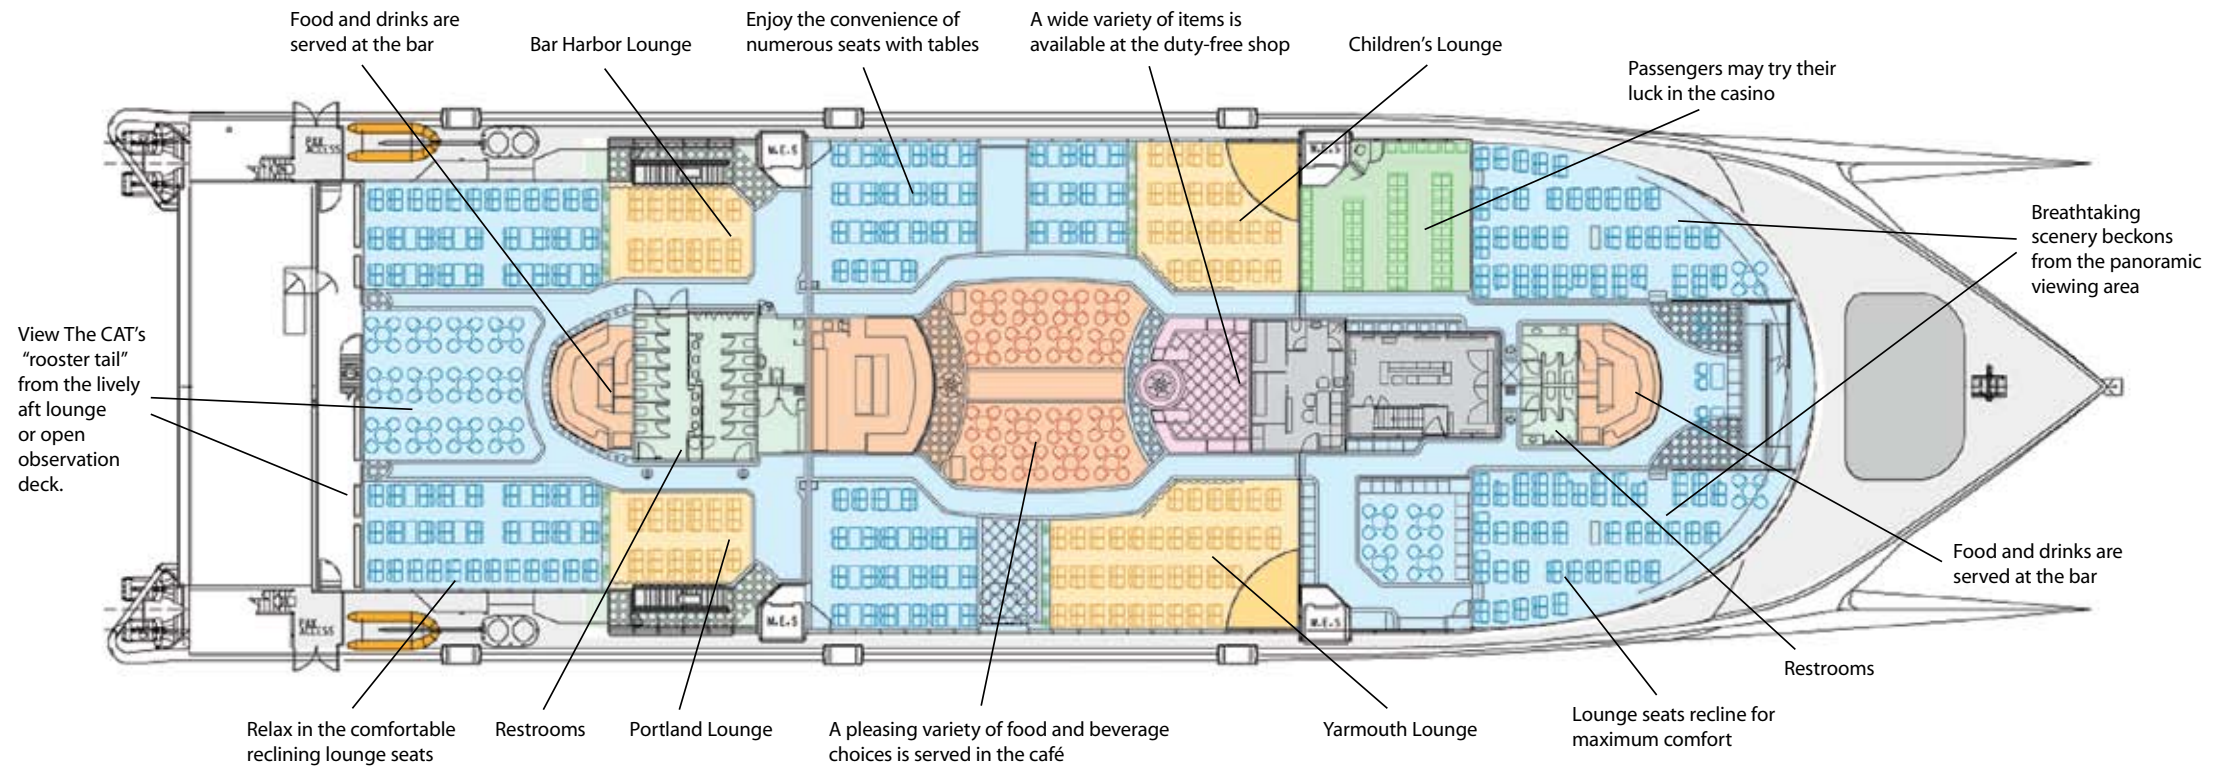 Food and drinks are
served at the bar
Bar Harbor Lounge
Enjoy the convenience of
numerous seats with tables
A wide variety of items is
available at the duty-free shop
Children’s Lounge
Passengers may try their
luck in the casino
PAX
ACCESS
M.E.S
M.E.S
Breathtaking
scenery beckons
from the panoramic
viewing area
View The CAT’s
“rooster tail”
from the lively
aft lounge
or open
observation
deck.
Food and drinks are
served at the bar
PAX
ACCESS
M.E.S
M.E.S
Restrooms
Relax in the comfortable
reclining lounge seats
Restrooms
Portland Lounge
A pleasing variety of food and beverage
choices is served in the café
Yarmouth Lounge
Lounge seats recline for
maximum comfort